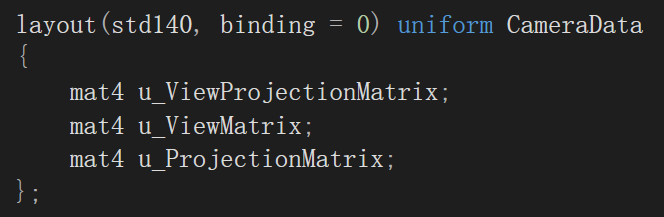 layout(std140, binding = 0) uniform CameraData
{
    mat4 u_ViewProjectionMatrix;
    mat4 u_ViewMatrix;
    mat4 u_ProjectionMatrix;
};